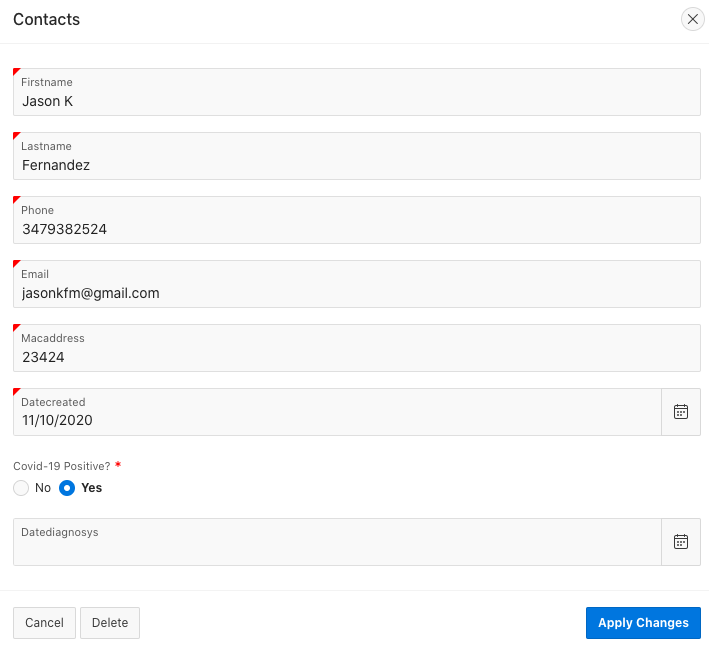 Contacts
Firstname
Jason K
Lastname
Fernandez
Phone
3479382524
Email
jasonkfm@gmail.com
Macaddress
23424
Datecreated
11/10/2020
Covid-19 Positive? *
No Yes
Datediagnosys
Cancel Delete Apply Changes